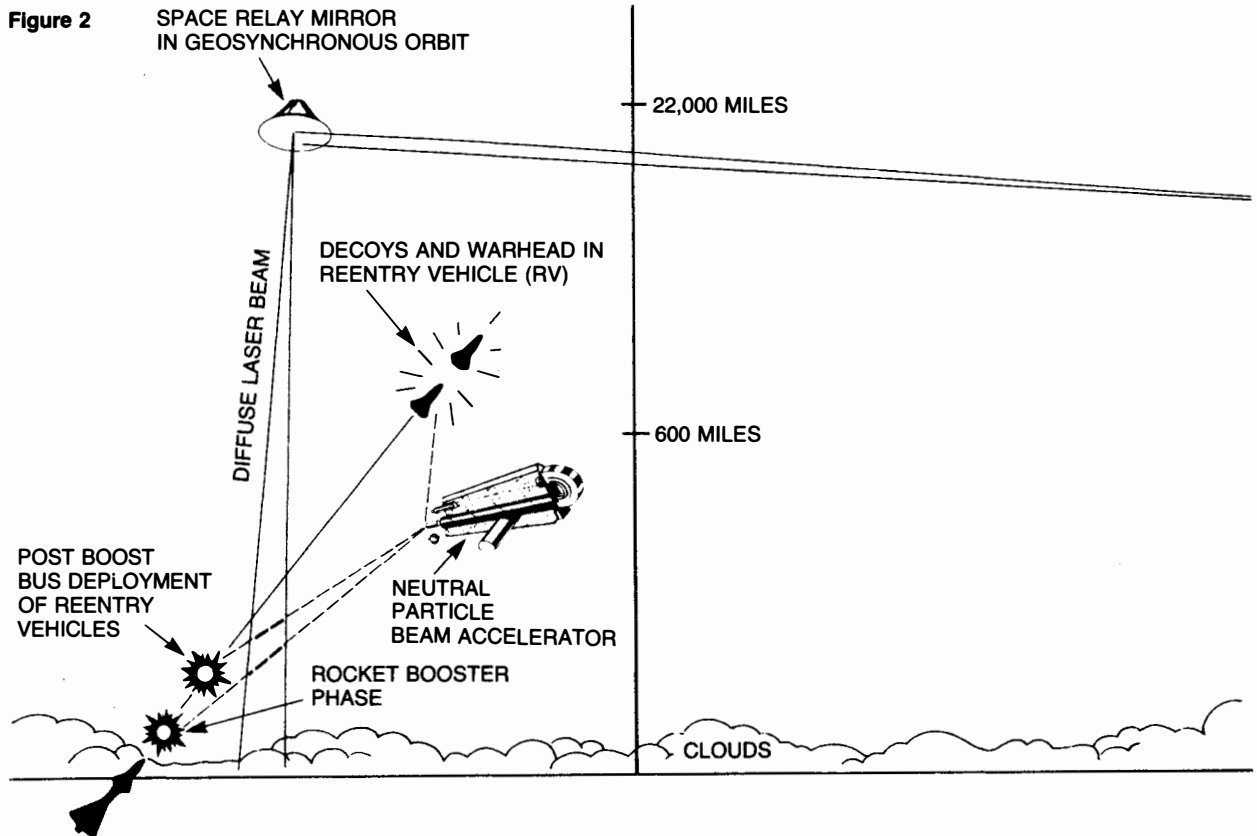 Figure 2
SPACE RELAY MIRROR
IN GEOSYNCHRONOUS ORBIT
22,000 MILES
DIFFUSE LASER BEAM
DECOYS AND WARHEAD IN
REENTRY VEHICLE (RV)
600 MILES
POST BOOST
BUS DEPLOYMENT
OF REENTRY
VEHICLES
NEUTRAL
PARTICLE
BEAM ACCELERATOR
ROCKET BOOSTER
PHASE
CLOUDS